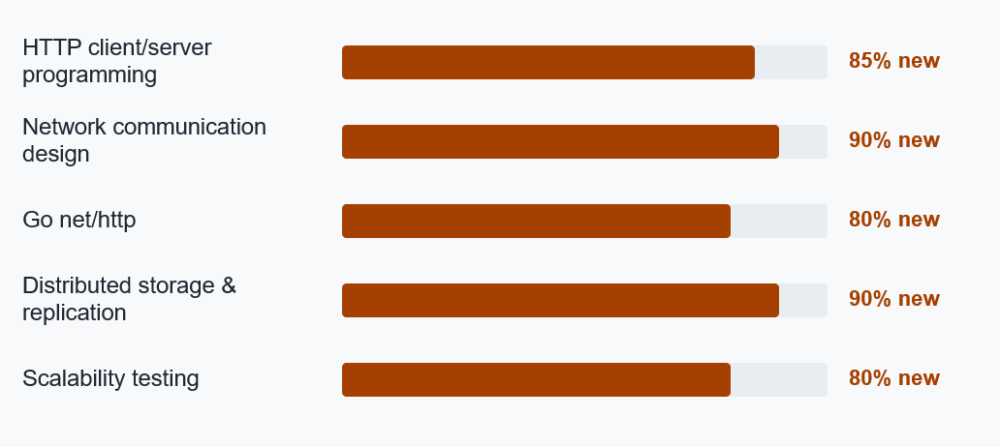 HTTP client/server
programming
85% new
Network communication
design
90% new
Go net/http
80% new
Distributed storage &
replication
90% new
Scalability testing
80% new